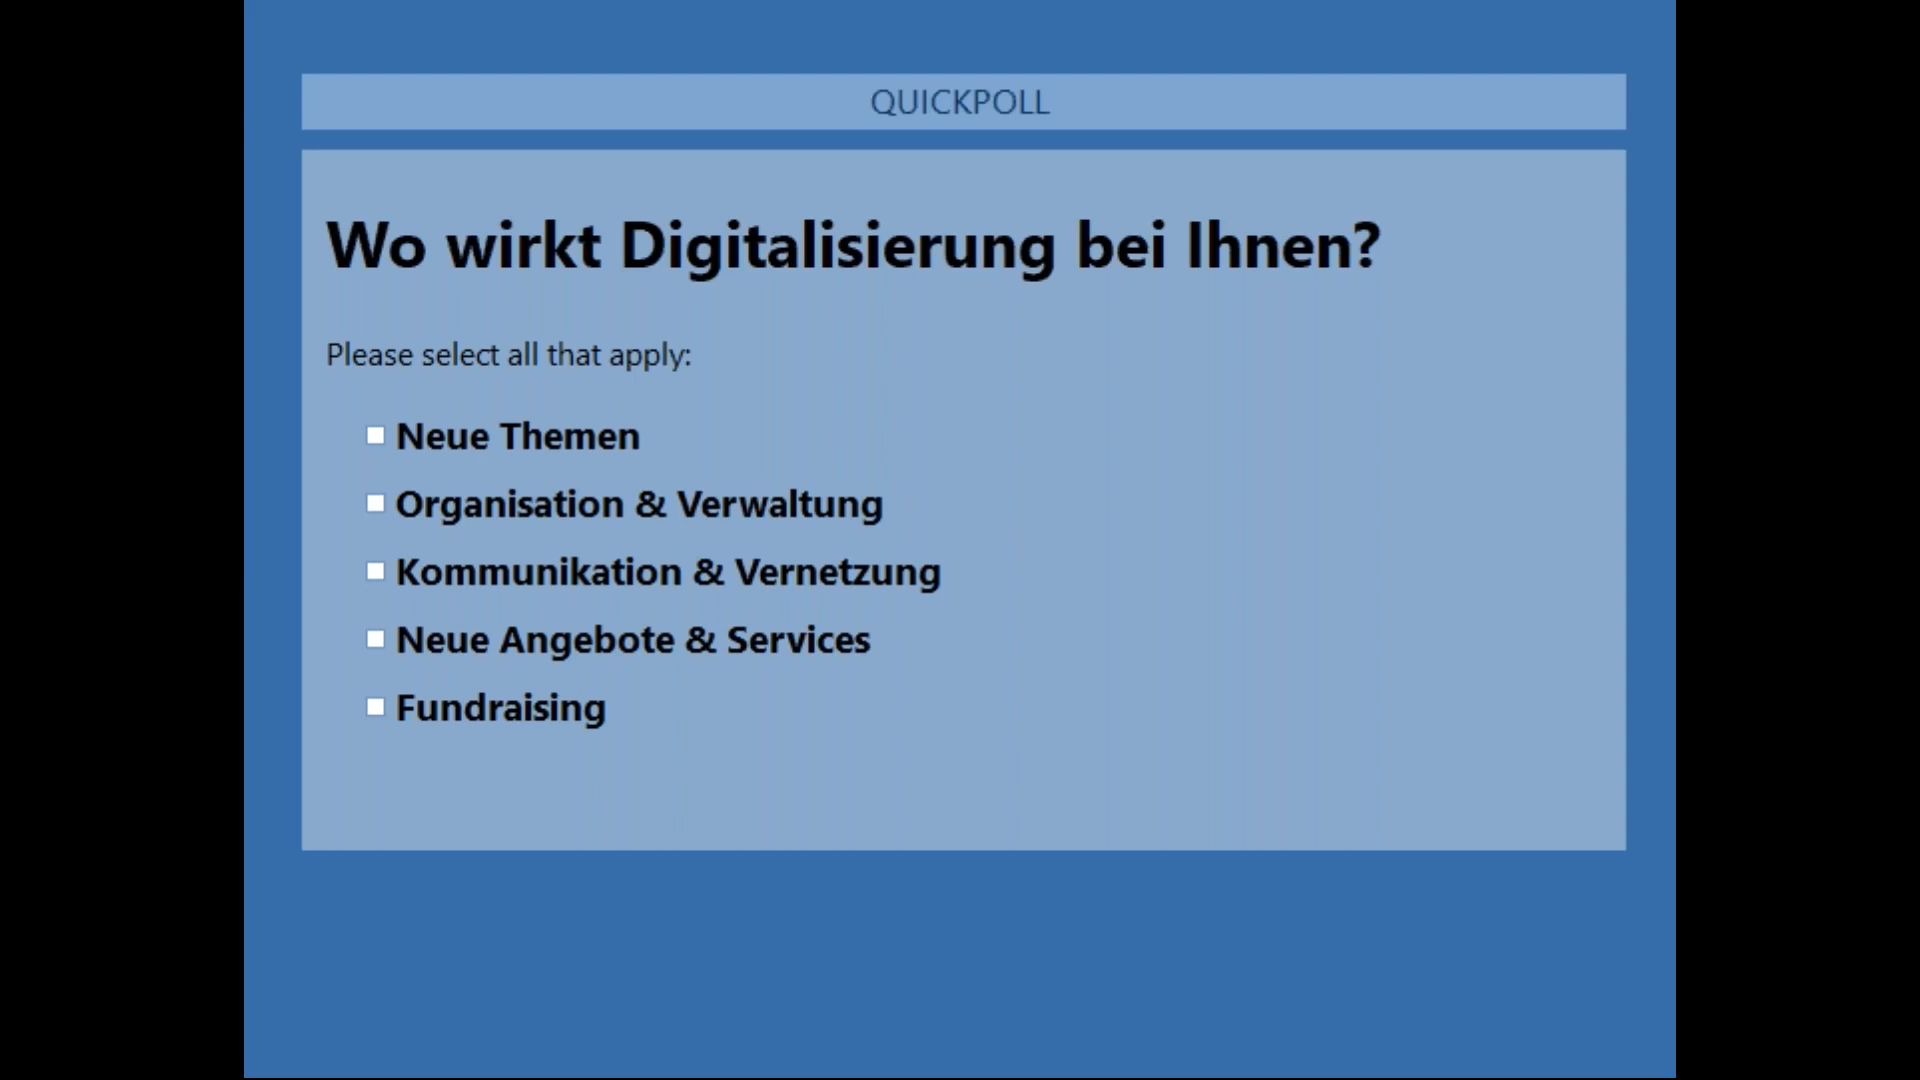 QUICKPOLL
Wo wirkt Digitalisierung bei Ihnen?
Please select all that apply:
Neue Themen
Organisation & Verwaltung
Kommunikation & Vernetzung
Neue Angebote & Services
Fundraising